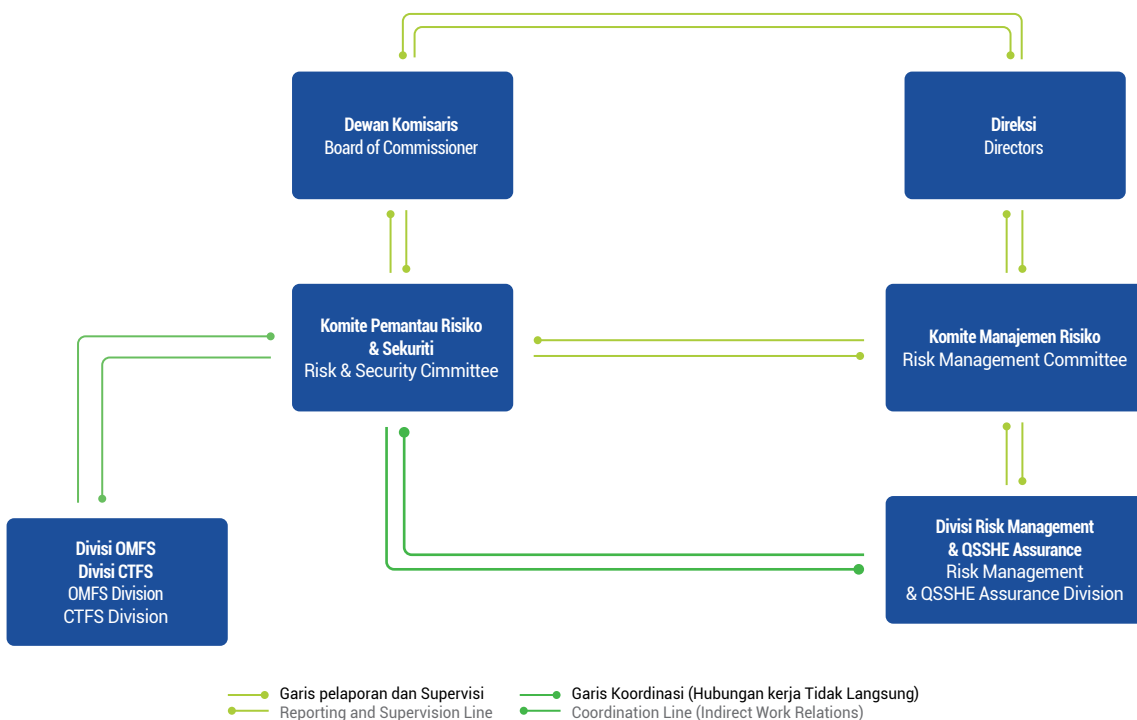 Dewan Komisaris
Board of Commissioner
Direksi
Directors
Komite Pemantau Risiko
& Sekuriti
Risk & Security Cimmittee
Komite Manajemen Risiko
Risk Management Committee
Divisi OMFS
Divisi CTFS
OMFS Division
CTFS Division
Divisi Risk Management
& QSSHE Assurance
Risk Management
& QSSHE Assurance Division
Garis pelaporan dan Supervisi
Reporting and Supervision Line
Garis Koordinasi (Hubungan kerja Tidak Langsung)
Coordination Line (Indirect Work Relations)